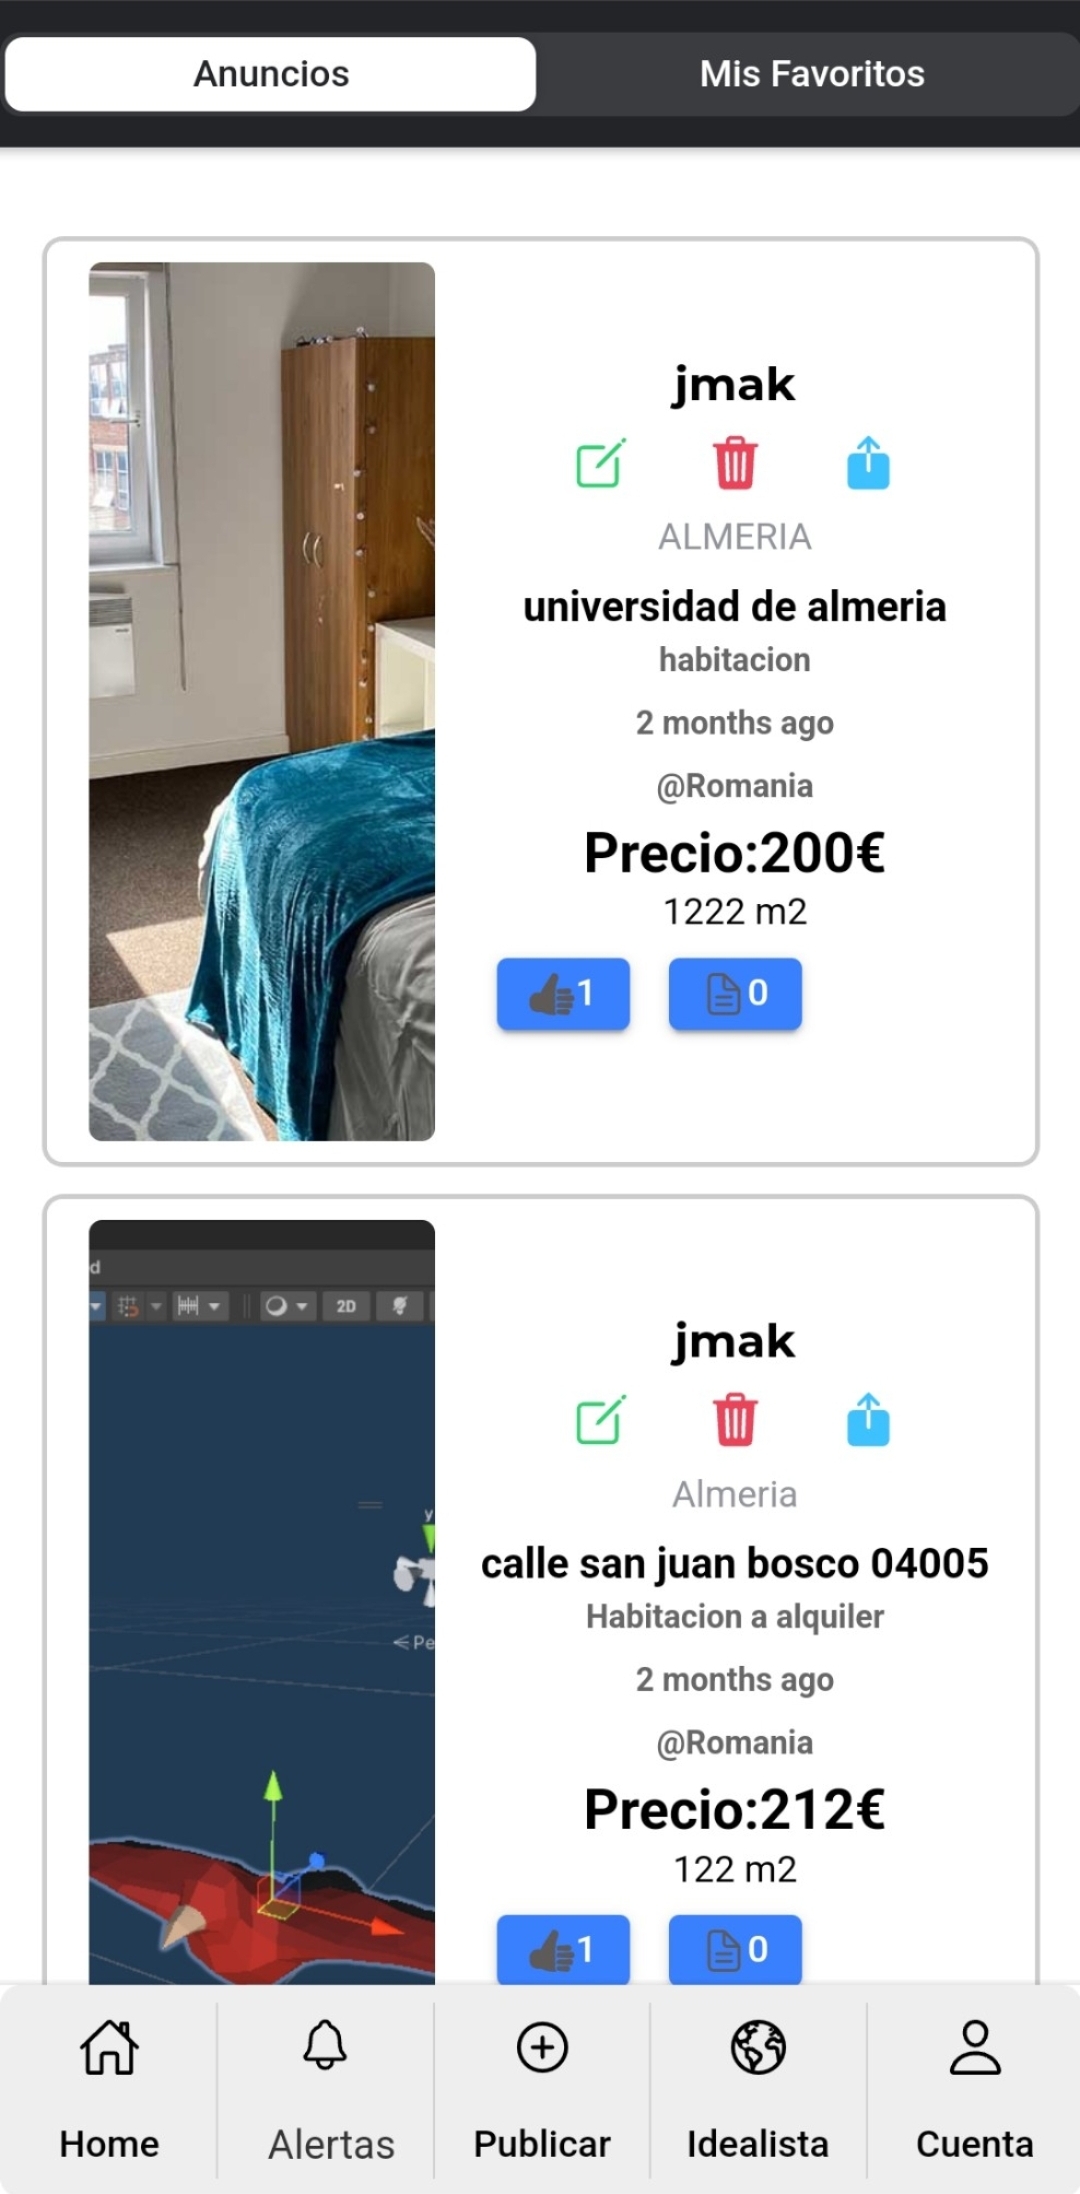 Anuncios
Mis Favoritos
jmak
ALMERIA
universidad de almeria
habitacion
2 months ago
@Romania
Precio:200€
1222 m2
1
0
d
2D
y
Pe
jmak
Almeria
calle san juan bosco 04005
Habitacion a alquiler
2 months ago
@Romania
Precio:212€
122 m2
1
0
Home
Alertas
Publicar
Idealista
Cuenta